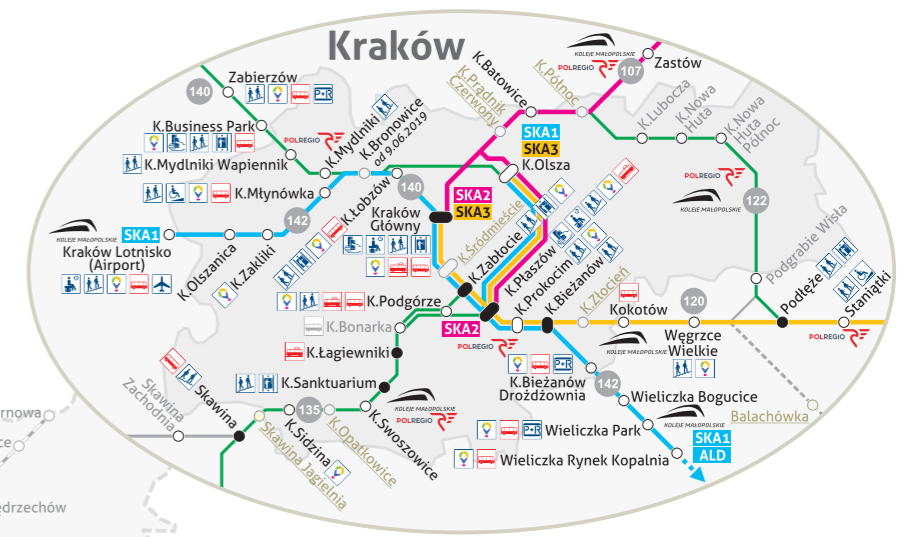 Kraków
KOLEJE MAŁOPOLSKIE
POLREGIO
107
Zastów
140
Zabierzów
P+R
K.Batowice
K.Prądnik
Czerwony
K.Północ
K.Lubocza
K.Nowa
Huta
K.Nowa
Huta
Północ
K.Business Park
POLREGIO
K.Mydlniki
K.Bronowice
od 9.06.2019
SKA1
SKA3
K.Olsza
K.Mydlniki Wapiennik
K.Młynówka
K.Łobzów
140
SKA2
SKA3
POLREGIO
KOLEJE MAŁOPOLSKIE
122
142
KOLEJE MAŁOPOLSKIE
SKA1
Kraków Lotnisko
(Airport)
K.Olszanica
K.Zakliki
Kraków
Główny
K.Śródmieście
K.Zabłocie
K.Płaszów
K.Prokocim
K.Bieżanów
K.Złocień
Podgrabie Wisła
Podłęże
Staniątki
POLREGIO
K.Podgórze
K.Bonarka
SKA2
POLREGIO
Kokotów
120
Węgrzce
Wielkie
KOLEJE MAŁOPOLSKIE
K.Łagiewniki
K.Sanktuarium
P+R
K.Bieżanów
Drożdżownia
142
Wieliczka Bogucice
Balachówka
Skawina
Zachodnia
Skawina
Skawina Jagielnia
135
K.Sidzina
K.Opatkowice
K.Swoszowice
KOLEJE MAŁOPOLSKIE
POLREGIO
P+R
Wieliczka Park
Wieliczka Rynek Kopalnia
KOLEJE MAŁOPOLSKIE
SKA1
ALD
ędrzechów